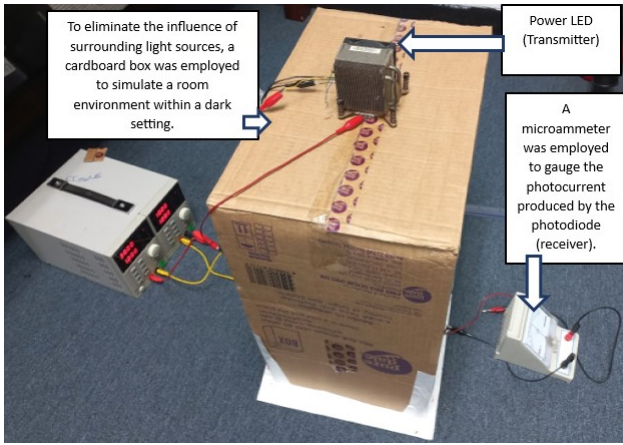 To eliminate the influence of
surrounding light sources, a
cardboard box was employed
to simulate a room
environment within a dark
setting.
Power LED
(Transmitter)
A
microammeter
was employed
to gauge the
photocurrent
produced by the
photodiode
(receiver).
BOX